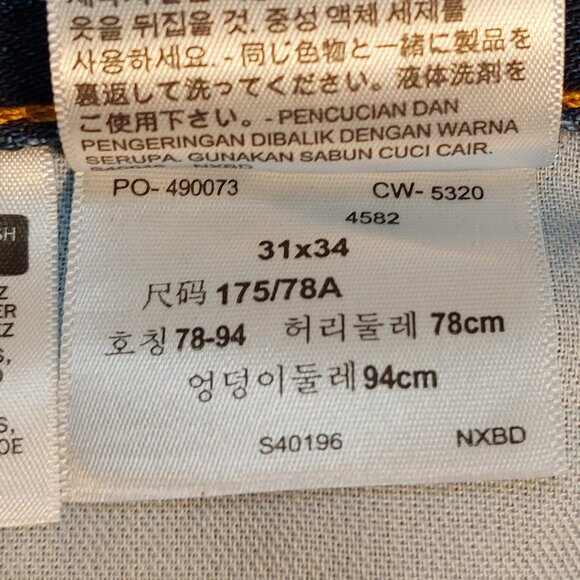 옷을 뒤집을 것. 중성 액체 세제를
사용하세요. - 同じ色物と一緒に製品を
裏返して洗ってください。液体洗剤を
ご使用下さい。- PENCUCIAN DAN
PENGERINGAN DIBALIK DENGAN WARNA
SERUPA. GUNAKAN SABUN CUCI CAIR.
PO- 490073 CW- 5320
4582
31x34
尺码 175/78A
호칭 78-94 허리둘레 78cm
엉덩이둘레 94cm
S40196 NXBD
SH
Z
ER
EZ
S,
O
S,
OE